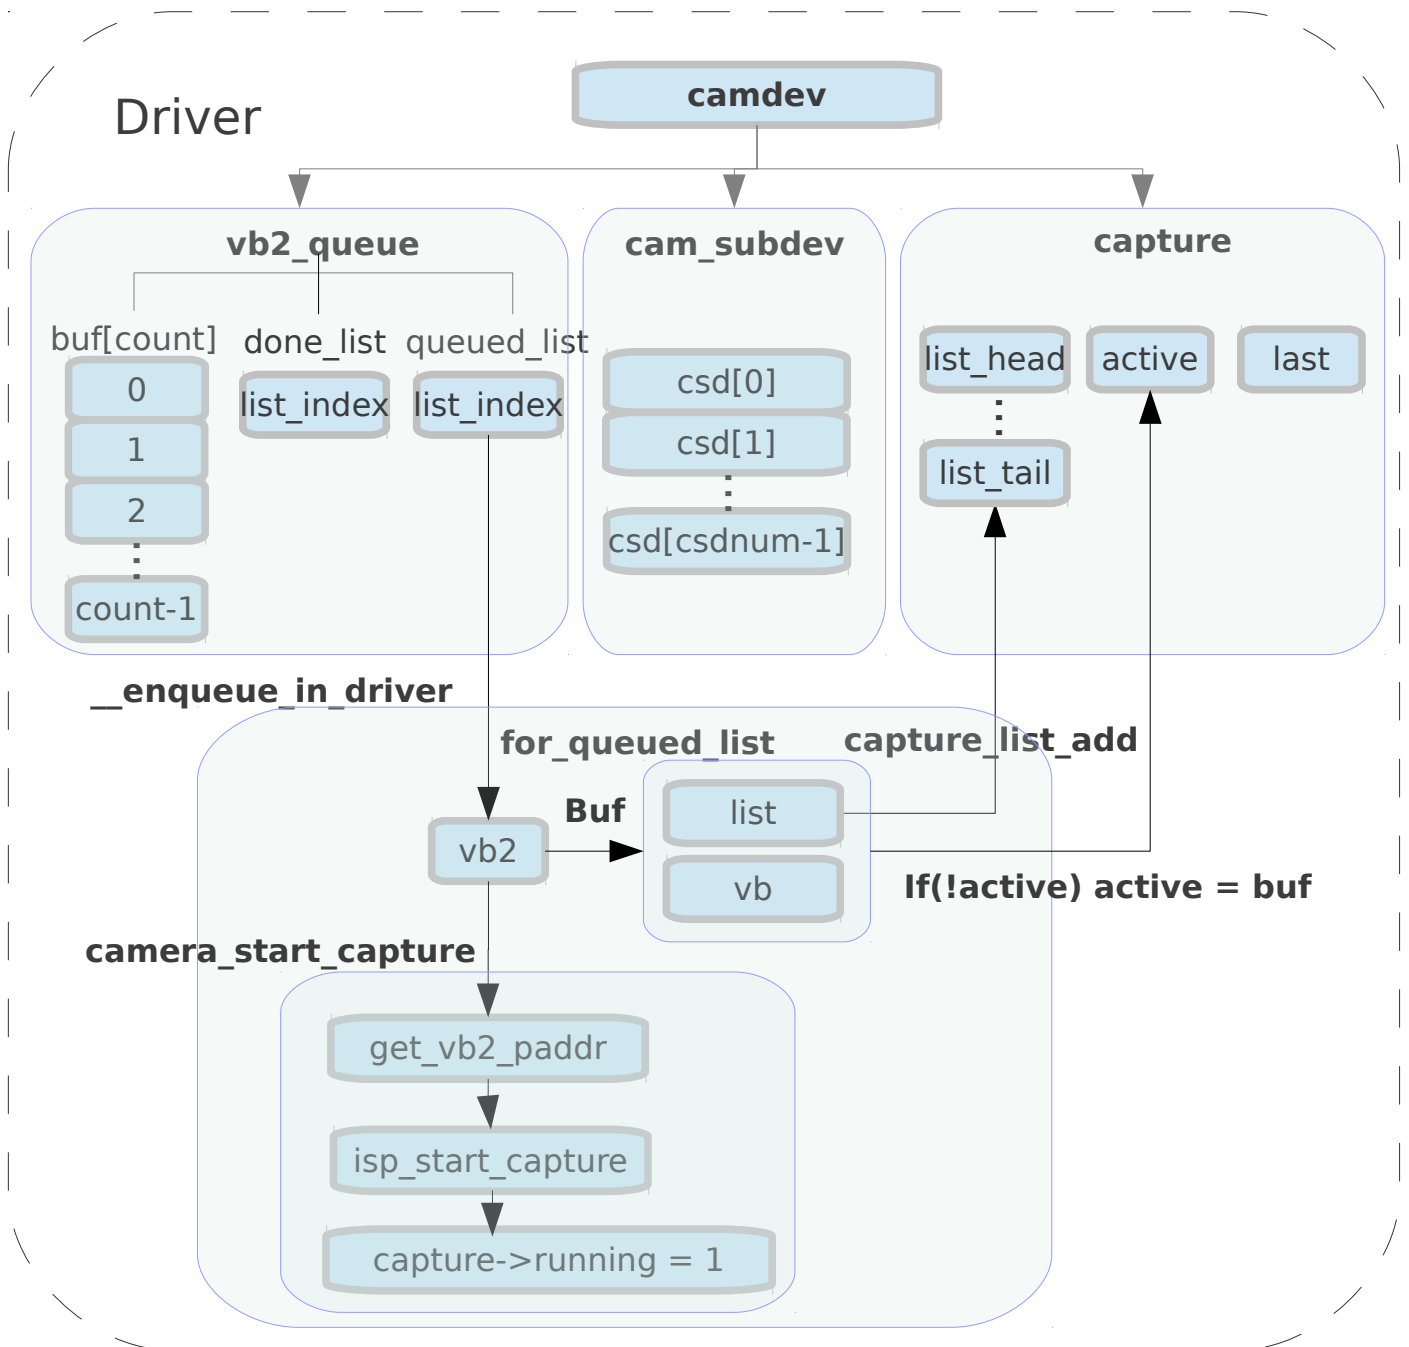 camdev
Driver
vb2_queue
cam_subdev
capture
buf[count]
done_list
queued_list
list_head
active
last
0
list_index
list_index
csd[0]
1
csd[1]
list_tail
2
csd[csdnum-1]
count-1
__enqueue_in_driver
for_queued_list
capture_list_add
Buf
list
vb2
vb
If(!active) active = buf
camera_start_capture
get_vb2_paddr
isp_start_capture
capture->running = 1